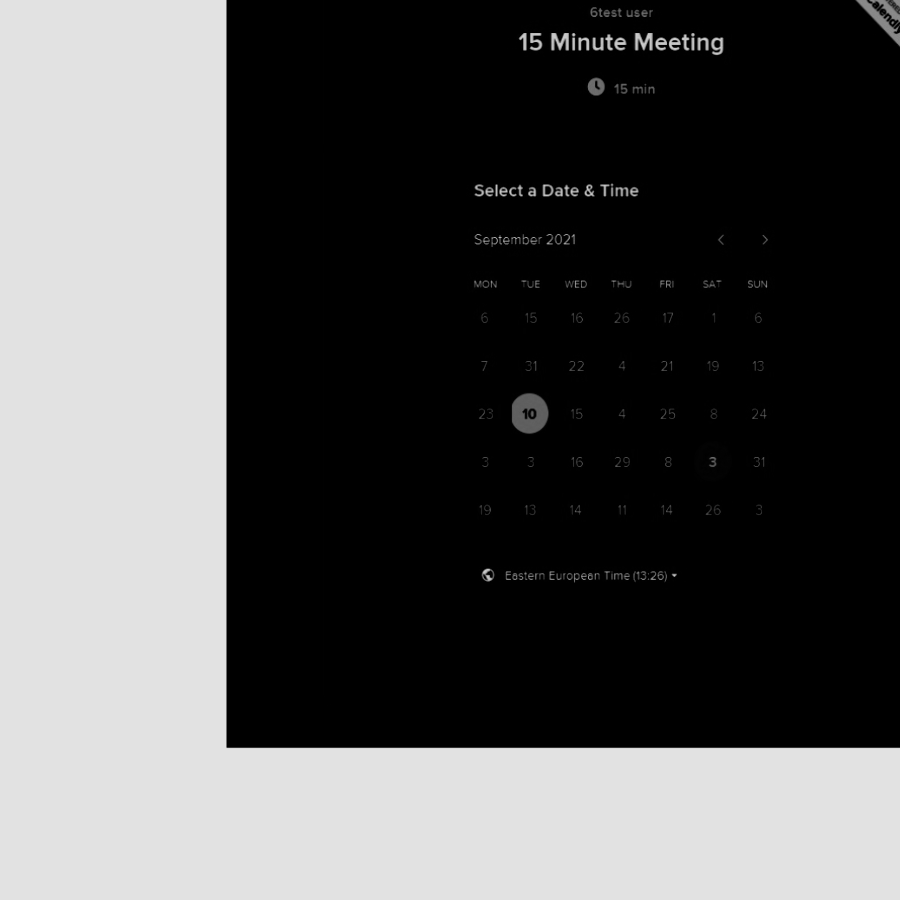 6test user
15 Minute Meeting
15 min
Calendly
Select a Date & Time
September 2021
MON TUE WED THU FRI SAT SUN
6 15 16 26 17 1 6
7 31 22 4 21 19 13
23 10 15 4 25 8 24
3 3 16 29 8 3 31
19 13 14 11 14 26 3
Eastern European Time (13:26)